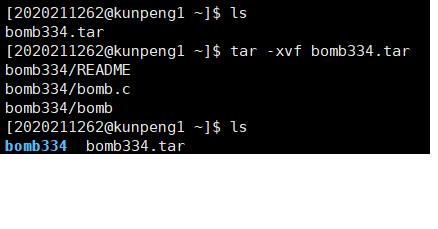 [2020211262@kunpeng1 ~]$ ls
bomb334.tar
[2020211262@kunpeng1 ~]$ tar -xvf bomb334.tar
bomb334/README
bomb334/bomb.c
bomb334/bomb
[2020211262@kunpeng1 ~]$ ls
bomb334  bomb334.tar